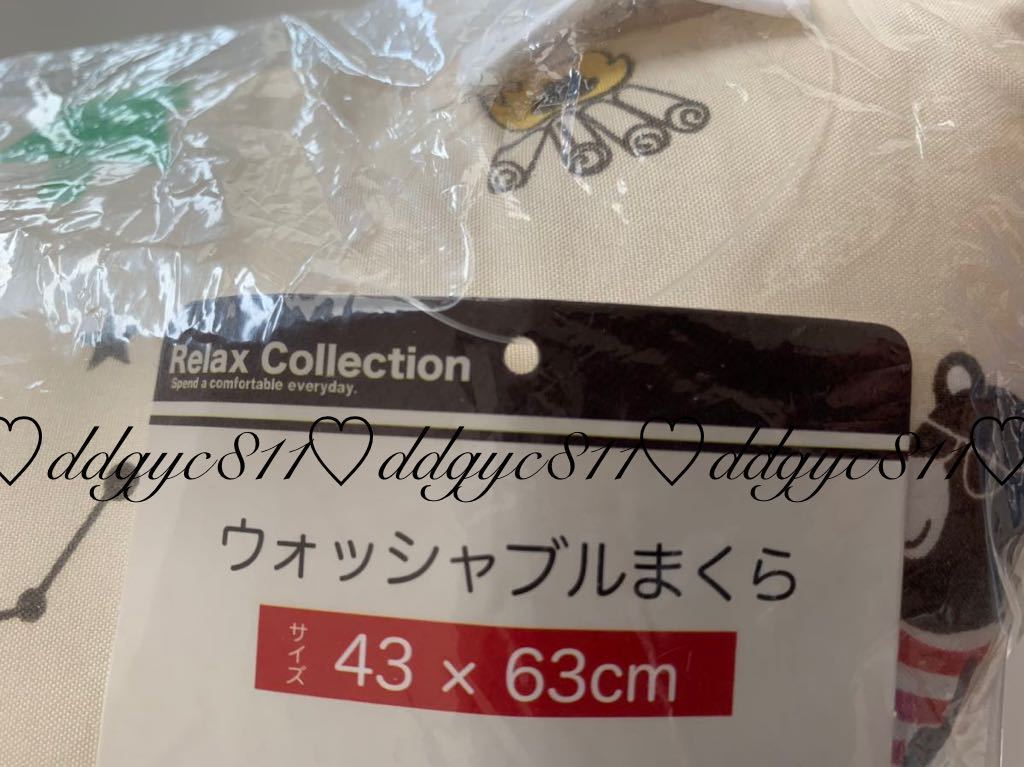 Relax Collection
Spend a comfortable everyday.
♡ddgyc811♡ddgyc811♡ddgyc811♡
ウォッシャブルまくら
サイズ 43 × 63cm